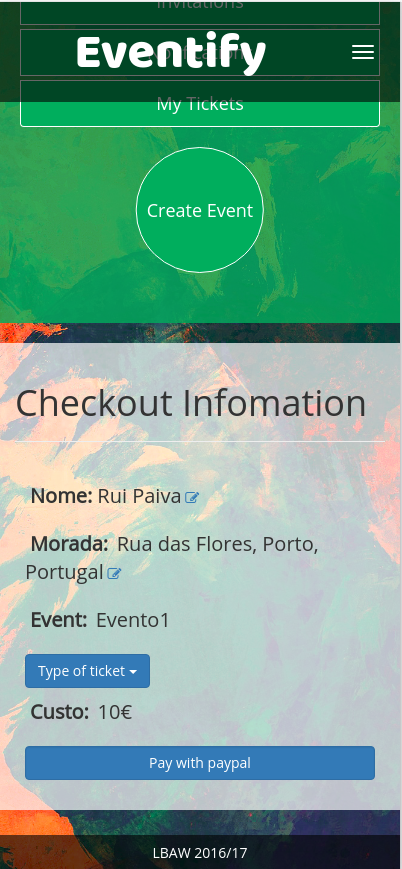 Invitations
Eventify
My Tickets
Create Event
Checkout Infomation
Nome: Rui Paiva
Morada: Rua das Flores, Porto,
Portugal
Event: Evento1
Type of ticket
Custo: 10€
Pay with paypal
LBAW 2016/17